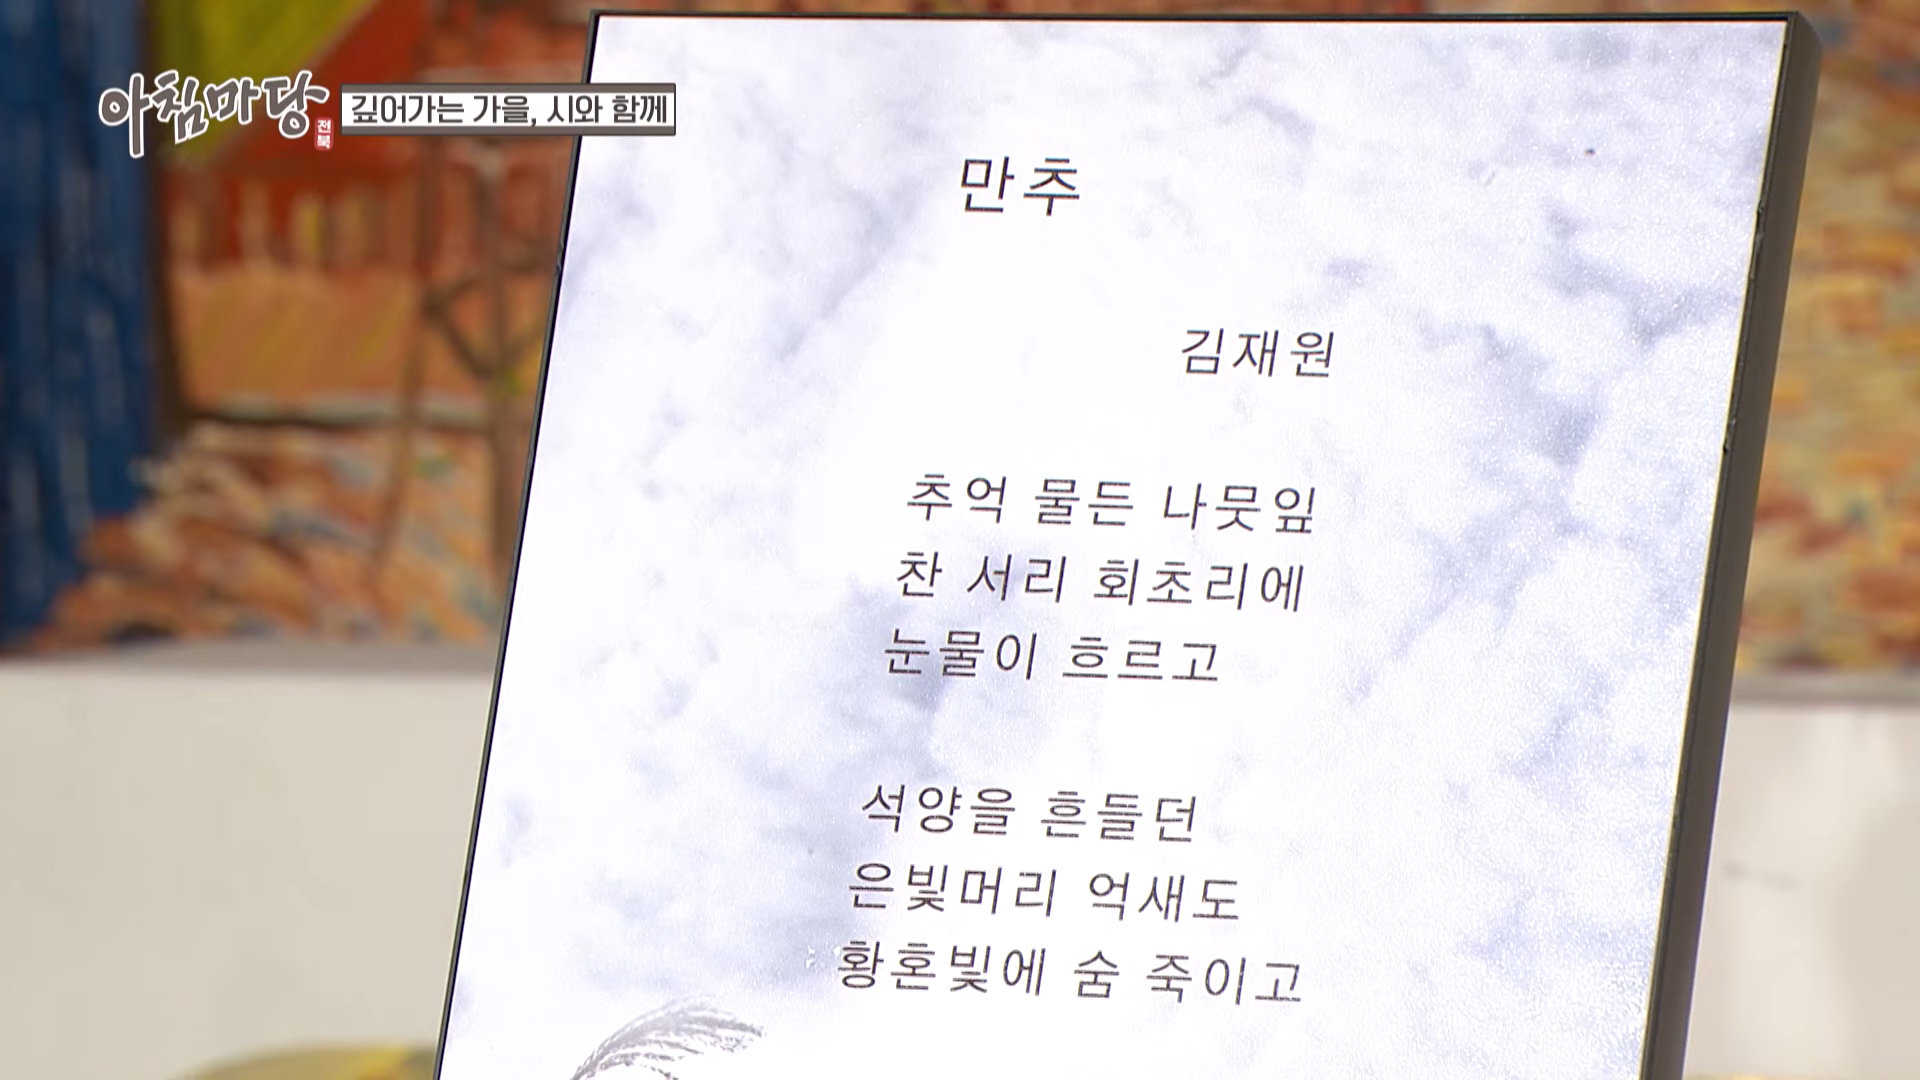 아침마당
전북
깊어가는 가을, 시와 함께
만추
김재원
추억 물든 나뭇잎
찬 서리 회초리에
눈물이 흐르고
석양을 흔들던
은빛머리 억새도
황혼빛에 숨 죽이고